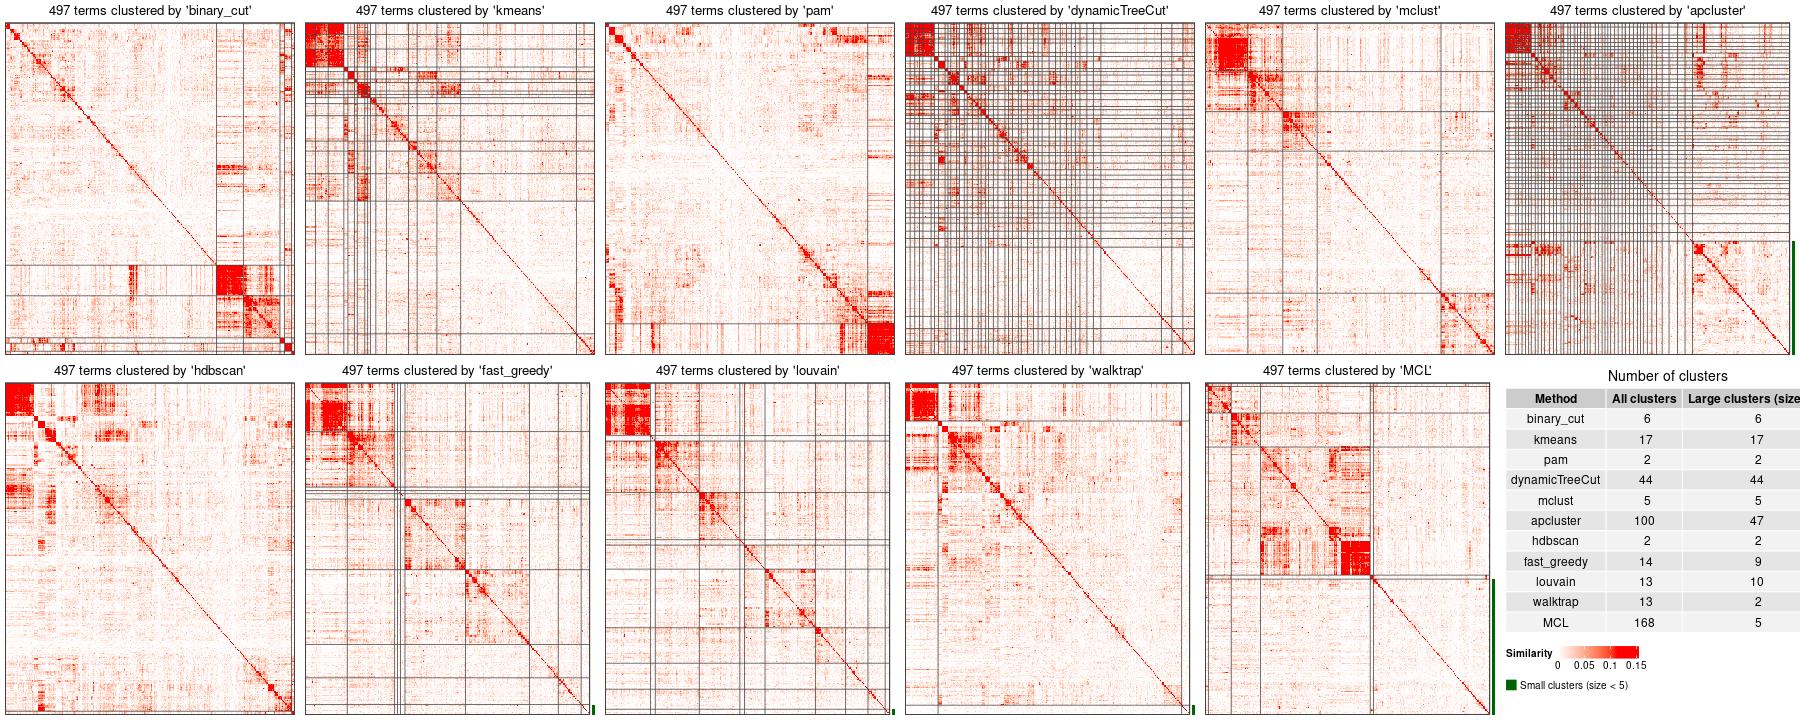 497 terms clustered by 'binary_cut'
497 terms clustered by 'kmeans'
497 terms clustered by 'pam'
497 terms clustered by 'dynamicTreeCut'
497 terms clustered by 'mclust'
497 terms clustered by 'apcluster'
497 terms clustered by 'hdbscan'
497 terms clustered by 'fast_greedy'
497 terms clustered by 'louvain'
497 terms clustered by 'walktrap'
497 terms clustered by 'MCL'
Number of clusters
Method All clusters Large clusters (size
binary_cut 6 6
kmeans 17 17
pam 2 2
dynamicTreeCut 44 44
mclust 5 5
apcluster 100 47
hdbscan 2 2
fast_greedy 14 9
louvain 13 10
walktrap 13 2
MCL 168 5
Similarity
0 0.05 0.1 0.15
Small clusters (size < 5)